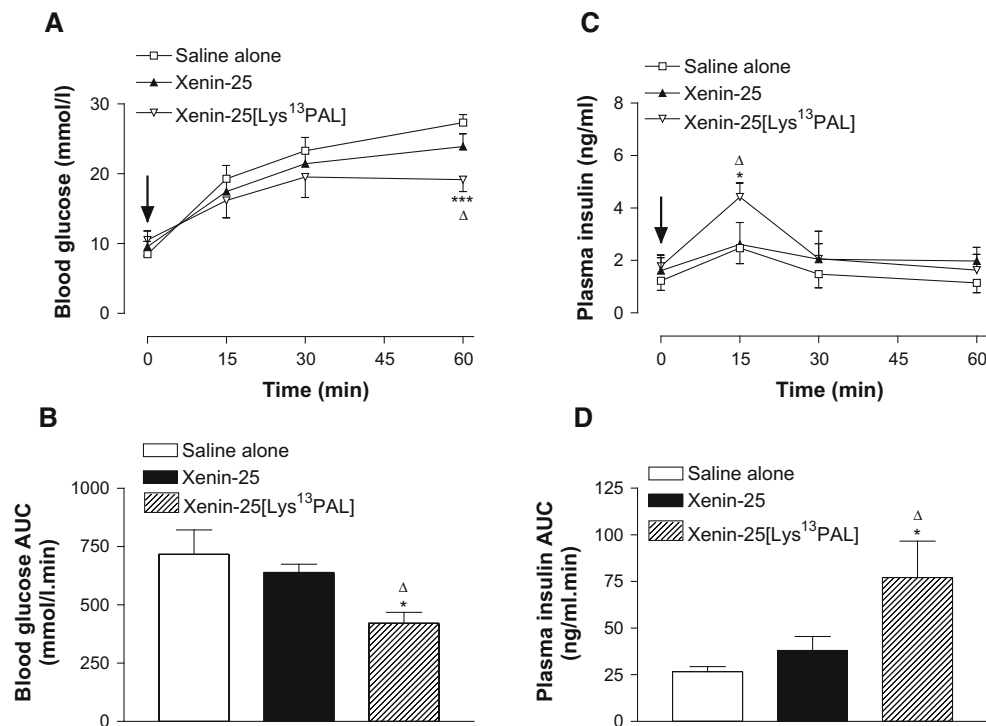 A
Saline alone
Xenin-25
Xenin-25[Lys¹³PAL]
Blood glucose (mmol/l)
30
20
10
0
0 15 30 45 60
Time (min)
***
Δ
C
Saline alone
Xenin-25
Xenin-25[Lys¹³PAL]
Plasma insulin (ng/ml)
8
6
4
2
0
0 15 30 45 60
Time (min)
Δ
*
B
Saline alone
Xenin-25
Xenin-25[Lys¹³PAL]
Blood glucose AUC
(mmol/l.min)
1000
750
500
250
0
Δ
*
D
Saline alone
Xenin-25
Xenin-25[Lys¹³PAL]
Plasma insulin AUC
(ng/ml.min)
125
100
75
50
25
0
Δ
*